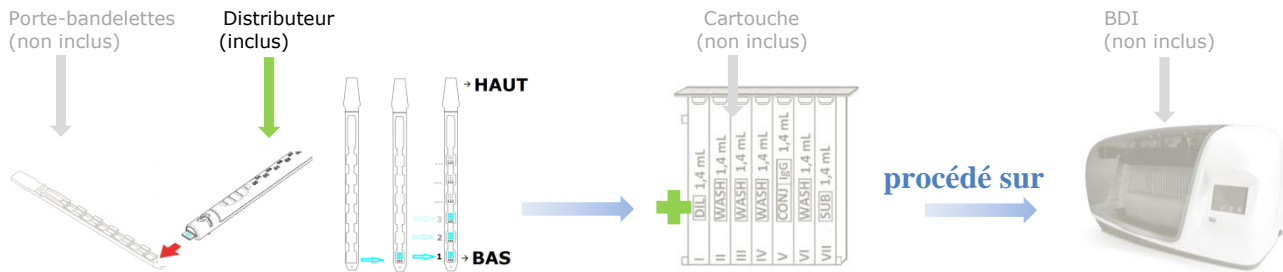 Porte-bandelettes
(non inclus)
Distributeur
(inclus)
Cartouche
(non inclus)
BDI
(non inclus)
→ HAUT
....
....
....
3
2
1 → BAS
DIL 1,4 mL
WASH 1,4 mL
WASH 1,4 mL
WASH 1,4 mL
CONJ IgG 1,4 mL
WASH 1,4 mL
SUB 1,4 mL
I II III IV V VI VII
procédé sur